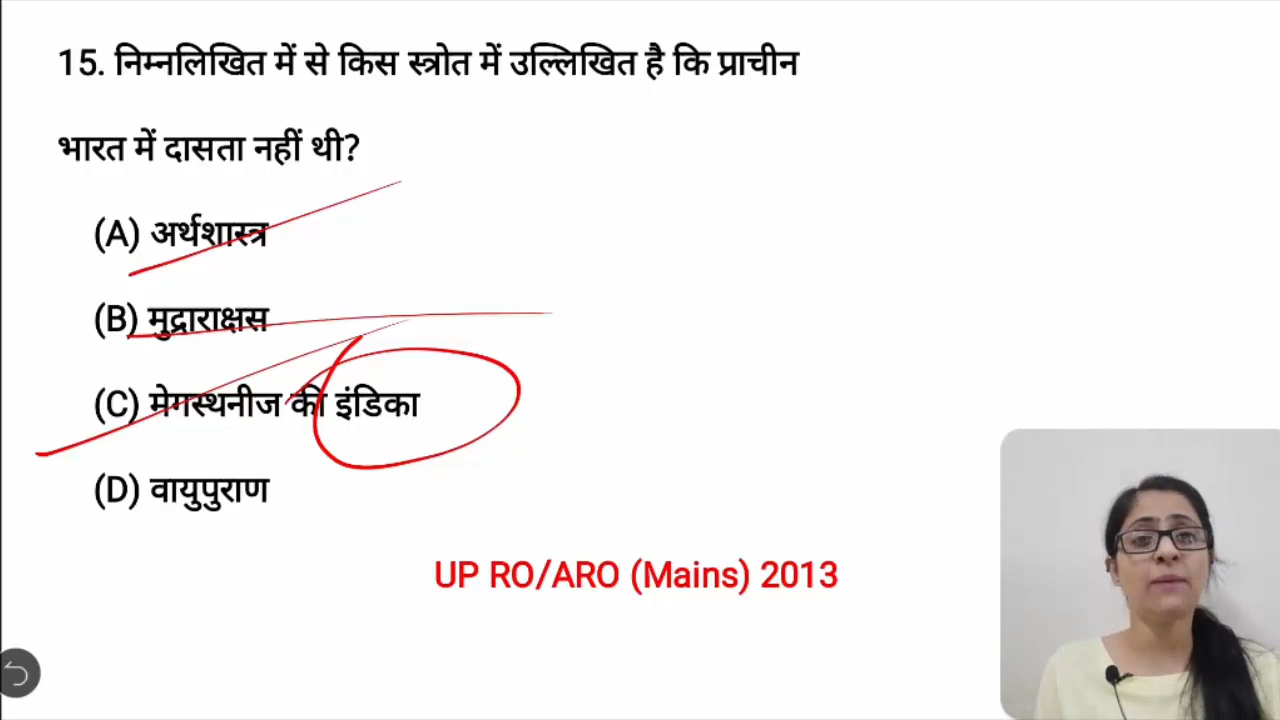 15. निम्नलिखित में से किस स्त्रोत में उल्लिखित है कि प्राचीन
भारत में दासता नहीं थी?
(A) अर्थशास्त्र
(B) मुद्राराक्षस
(C) मेगस्थनीज की इंडिका
(D) वायुपुराण
UP RO/ARO (Mains) 2013